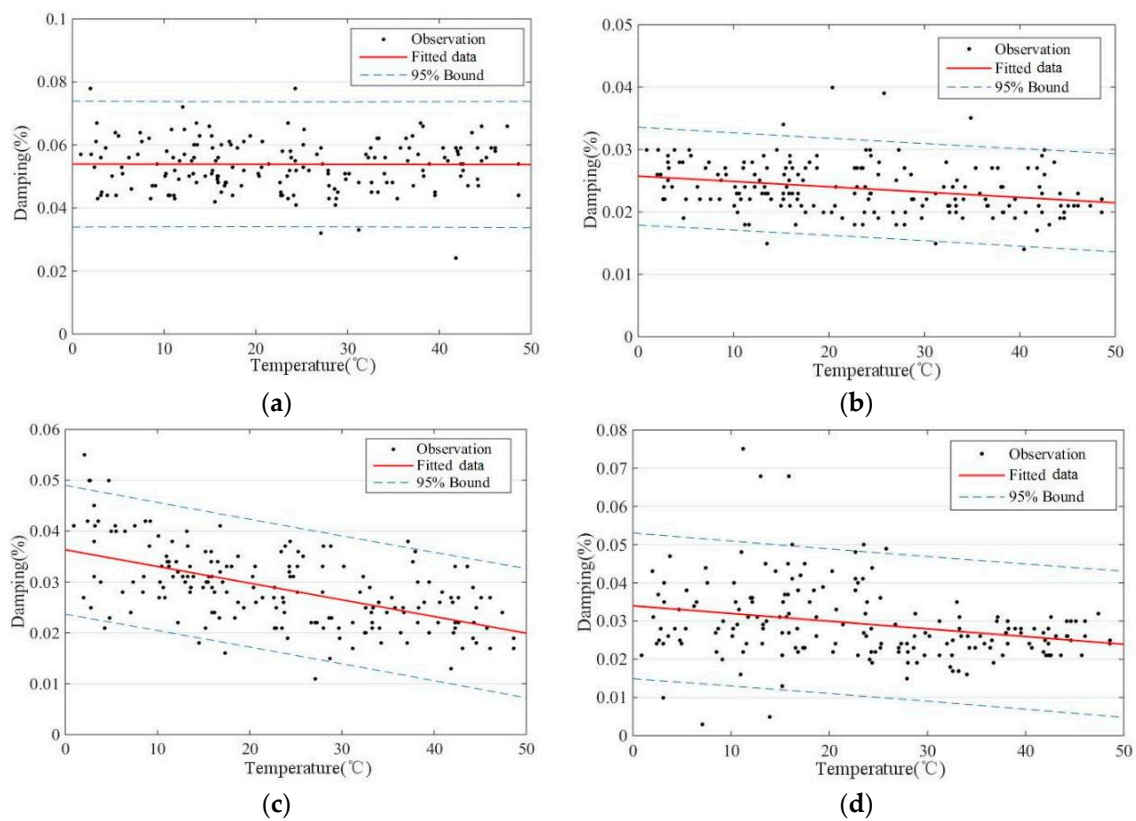 0.1
0.08
0.06
0.04
0.02
0
Damping(%)
Observation
Fitted data
95% Bound
0 10 20 30 40 50
Temperature(℃)
(a)
0.05
0.04
0.03
0.02
0.01
0
Damping(%)
Observation
Fitted data
95% Bound
0 10 20 30 40 50
Temperature(℃)
(b)
0.06
0.05
0.04
0.03
0.02
0.01
0
Damping(%)
Observation
Fitted data
95% Bound
0 10 20 30 40 50
Temperature(℃)
(c)
0.08
0.07
0.06
0.05
0.04
0.03
0.02
0.01
0
Damping(%)
Observation
Fitted data
95% Bound
0 10 20 30 40 50
Temperature(℃)
(d)